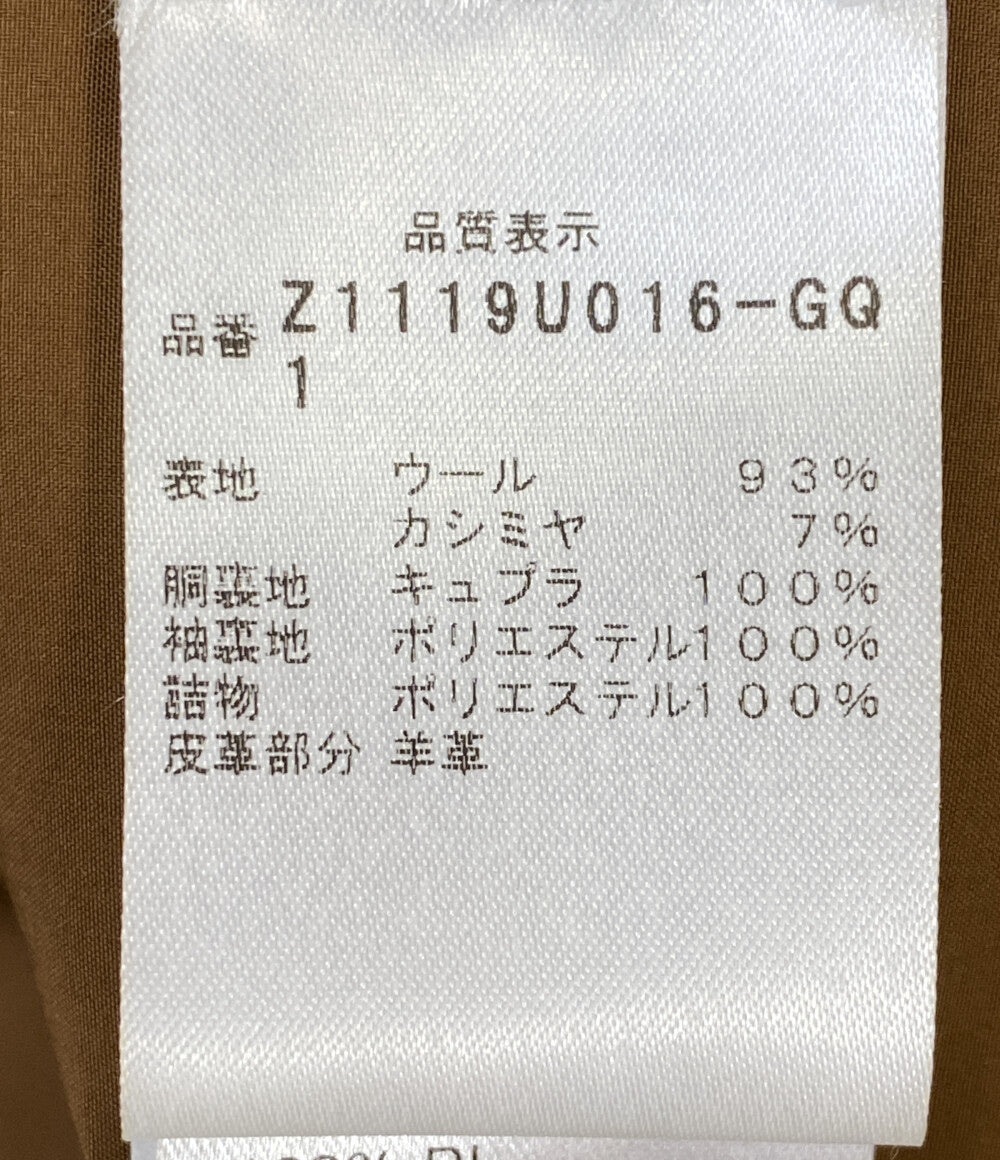 品質表示
品番 Z1119U016-GQ
1
表地 ウール 93%
カシミヤ 7%
胴裏地 キュプラ 100%
袖裏地 ポリエステル100%
詰物 ポリエステル100%
皮革部分 羊革